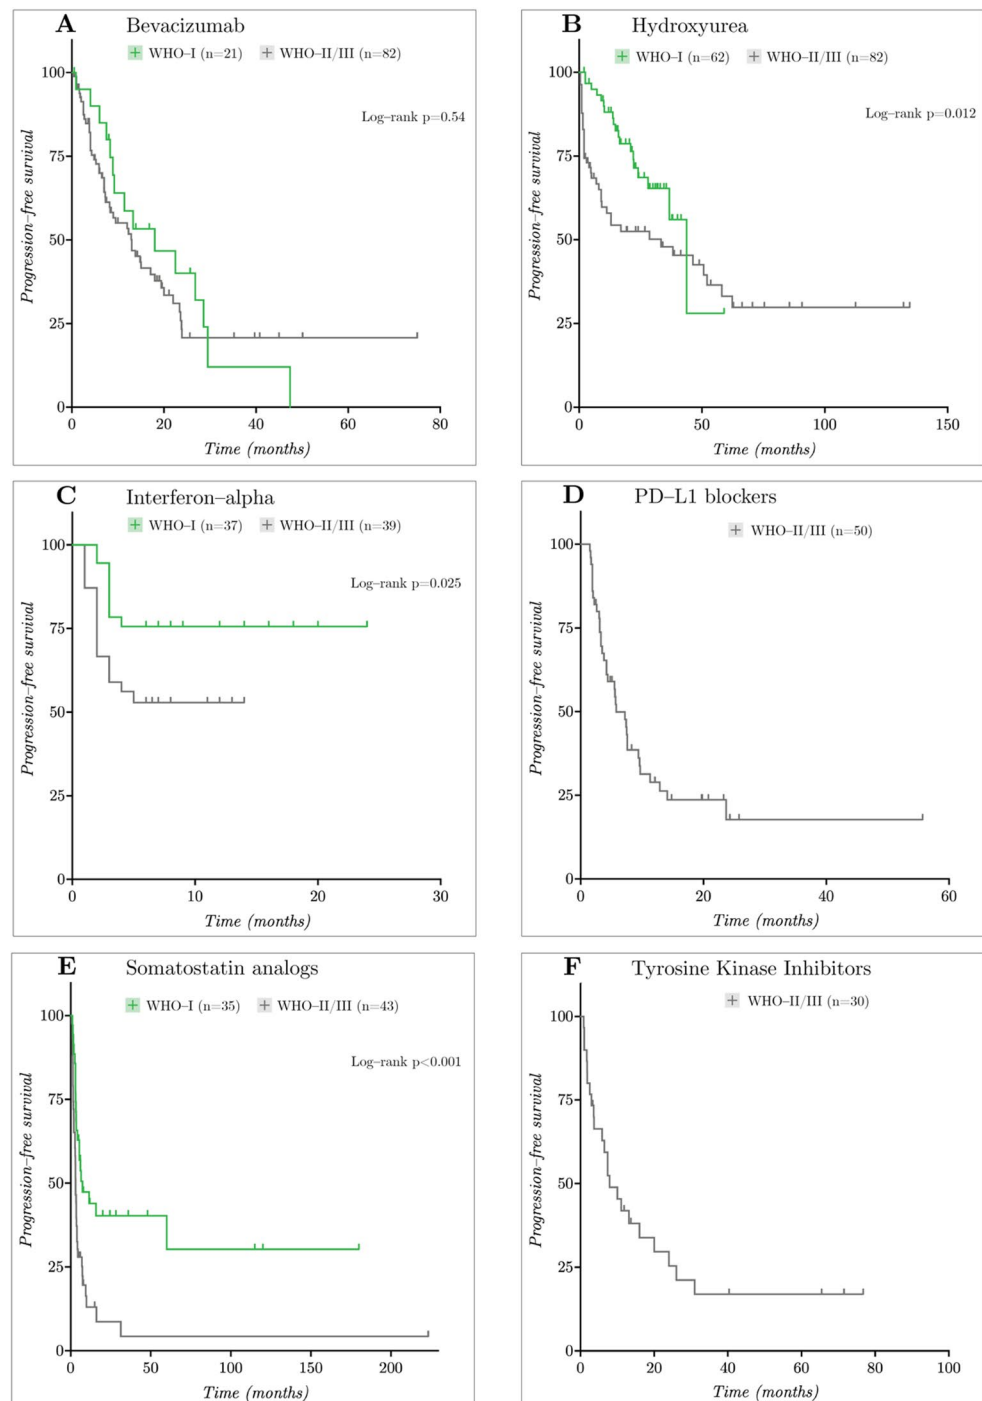 A Bevacizumab
WHO–I (n=21) WHO–II/III (n=82)
Log–rank p=0.54
Progression–free survival
100
75
50
25
0
0 20 40 60 80
Time (months)
B Hydroxyurea
WHO–I (n=62) WHO–II/III (n=82)
Log–rank p=0.012
Progression–free survival
100
75
50
25
0
0 50 100 150
Time (months)
C Interferon–alpha
WHO–I (n=37) WHO–II/III (n=39)
Log–rank p=0.025
Progression–free survival
100
75
50
25
0
0 10 20 30
Time (months)
D PD–L1 blockers
WHO–II/III (n=50)
Progression–free survival
100
75
50
25
0
0 20 40 60
Time (months)
E Somatostatin analogs
WHO–I (n=35) WHO–II/III (n=43)
Log–rank p<0.001
Progression–free survival
100
75
50
25
0
0 50 100 150 200
Time (months)
F Tyrosine Kinase Inhibitors
WHO–II/III (n=30)
Progression–free survival
100
75
50
25
0
0 20 40 60 80 100
Time (months)